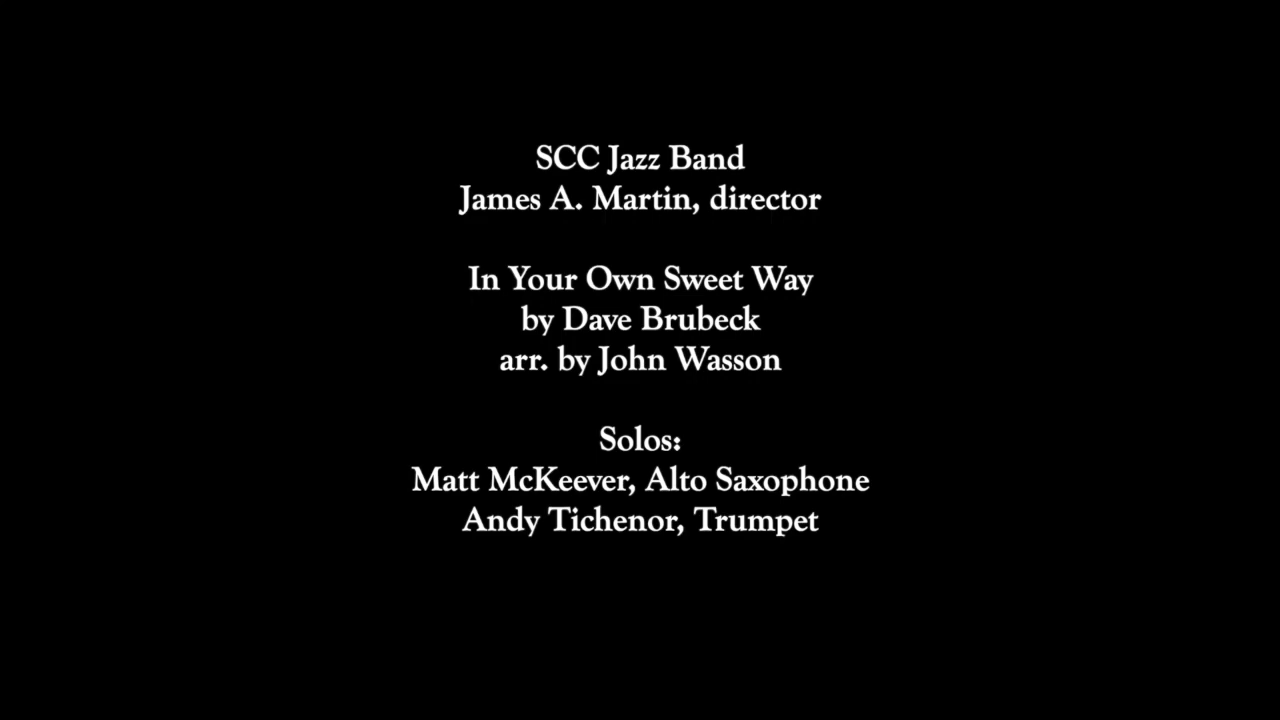 SCC Jazz Band
James A. Martin, director
In Your Own Sweet Way
by Dave Brubeck
arr. by John Wasson
Solos:
Matt McKeever, Alto Saxophone
Andy Tichenor, Trumpet